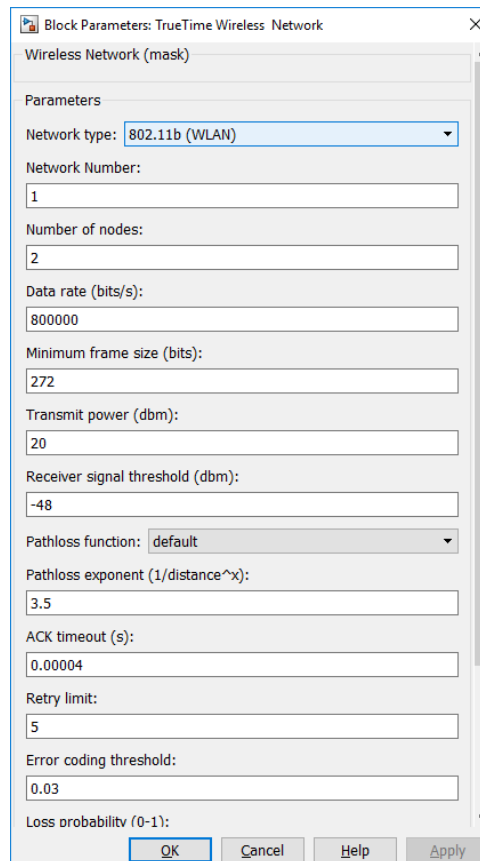 Block Parameters: TrueTime Wireless Network
Wireless Network (mask)
Parameters
Network type: 802.11b (WLAN)
Network Number:
1
Number of nodes:
2
Data rate (bits/s):
800000
Minimum frame size (bits):
272
Transmit power (dbm):
20
Receiver signal threshold (dbm):
-48
Pathloss function: default
Pathloss exponent (1/distance^x):
3.5
ACK timeout (s):
0.00004
Retry limit:
5
Error coding threshold:
0.03
Loss probability (0-1):
OK Cancel Help Apply